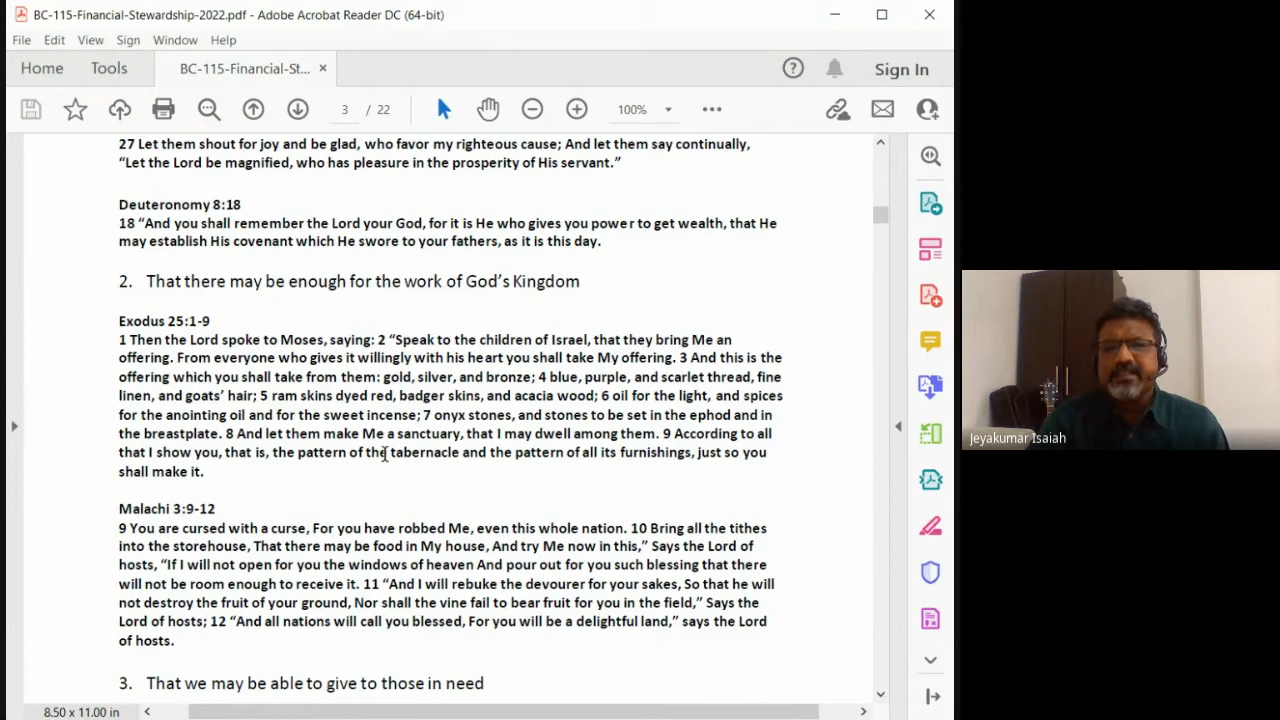 BC-115-Financial-Stewardship-2022.pdf - Adobe Acrobat Reader DC (64-bit)
File Edit View Sign Window Help
Home Tools BC-115-Financial-St... × Sign In
3 / 22 100%
27 Let them shout for joy and be glad, who favor my righteous cause; And let them say continually,
“Let the Lord be magnified, who has pleasure in the prosperity of His servant.”
Deuteronomy 8:18
18 “And you shall remember the Lord your God, for it is He who gives you power to get wealth, that He
may establish His covenant which He swore to your fathers, as it is this day.
2. That there may be enough for the work of God’s Kingdom
Exodus 25:1-9
1 Then the Lord spoke to Moses, saying: 2 “Speak to the children of Israel, that they bring Me an
offering. From everyone who gives it willingly with his heart you shall take My offering. 3 And this is the
offering which you shall take from them: gold, silver, and bronze; 4 blue, purple, and scarlet thread, fine
linen, and goats’ hair; 5 ram skins dyed red, badger skins, and acacia wood; 6 oil for the light, and spices
for the anointing oil and for the sweet incense; 7 onyx stones, and stones to be set in the ephod and in
the breastplate. 8 And let them make Me a sanctuary, that I may dwell among them. 9 According to all
that I show you, that is, the pattern of the tabernacle and the pattern of all its furnishings, just so you
shall make it.
Malachi 3:9-12
9 You are cursed with a curse, For you have robbed Me, even this whole nation. 10 Bring all the tithes
into the storehouse, That there may be food in My house, And try Me now in this,” Says the Lord of
hosts, “If I will not open for you the windows of heaven And pour out for you such blessing that there
will not be room enough to receive it. 11 “And I will rebuke the devourer for your sakes, So that he will
not destroy the fruit of your ground, Nor shall the vine fail to bear fruit for you in the field,” Says the
Lord of hosts; 12 “And all nations will call you blessed, For you will be a delightful land,” says the Lord
of hosts.
3. That we may be able to give to those in need
8.50 x 11.00 in
Jeyakumar Isaiah